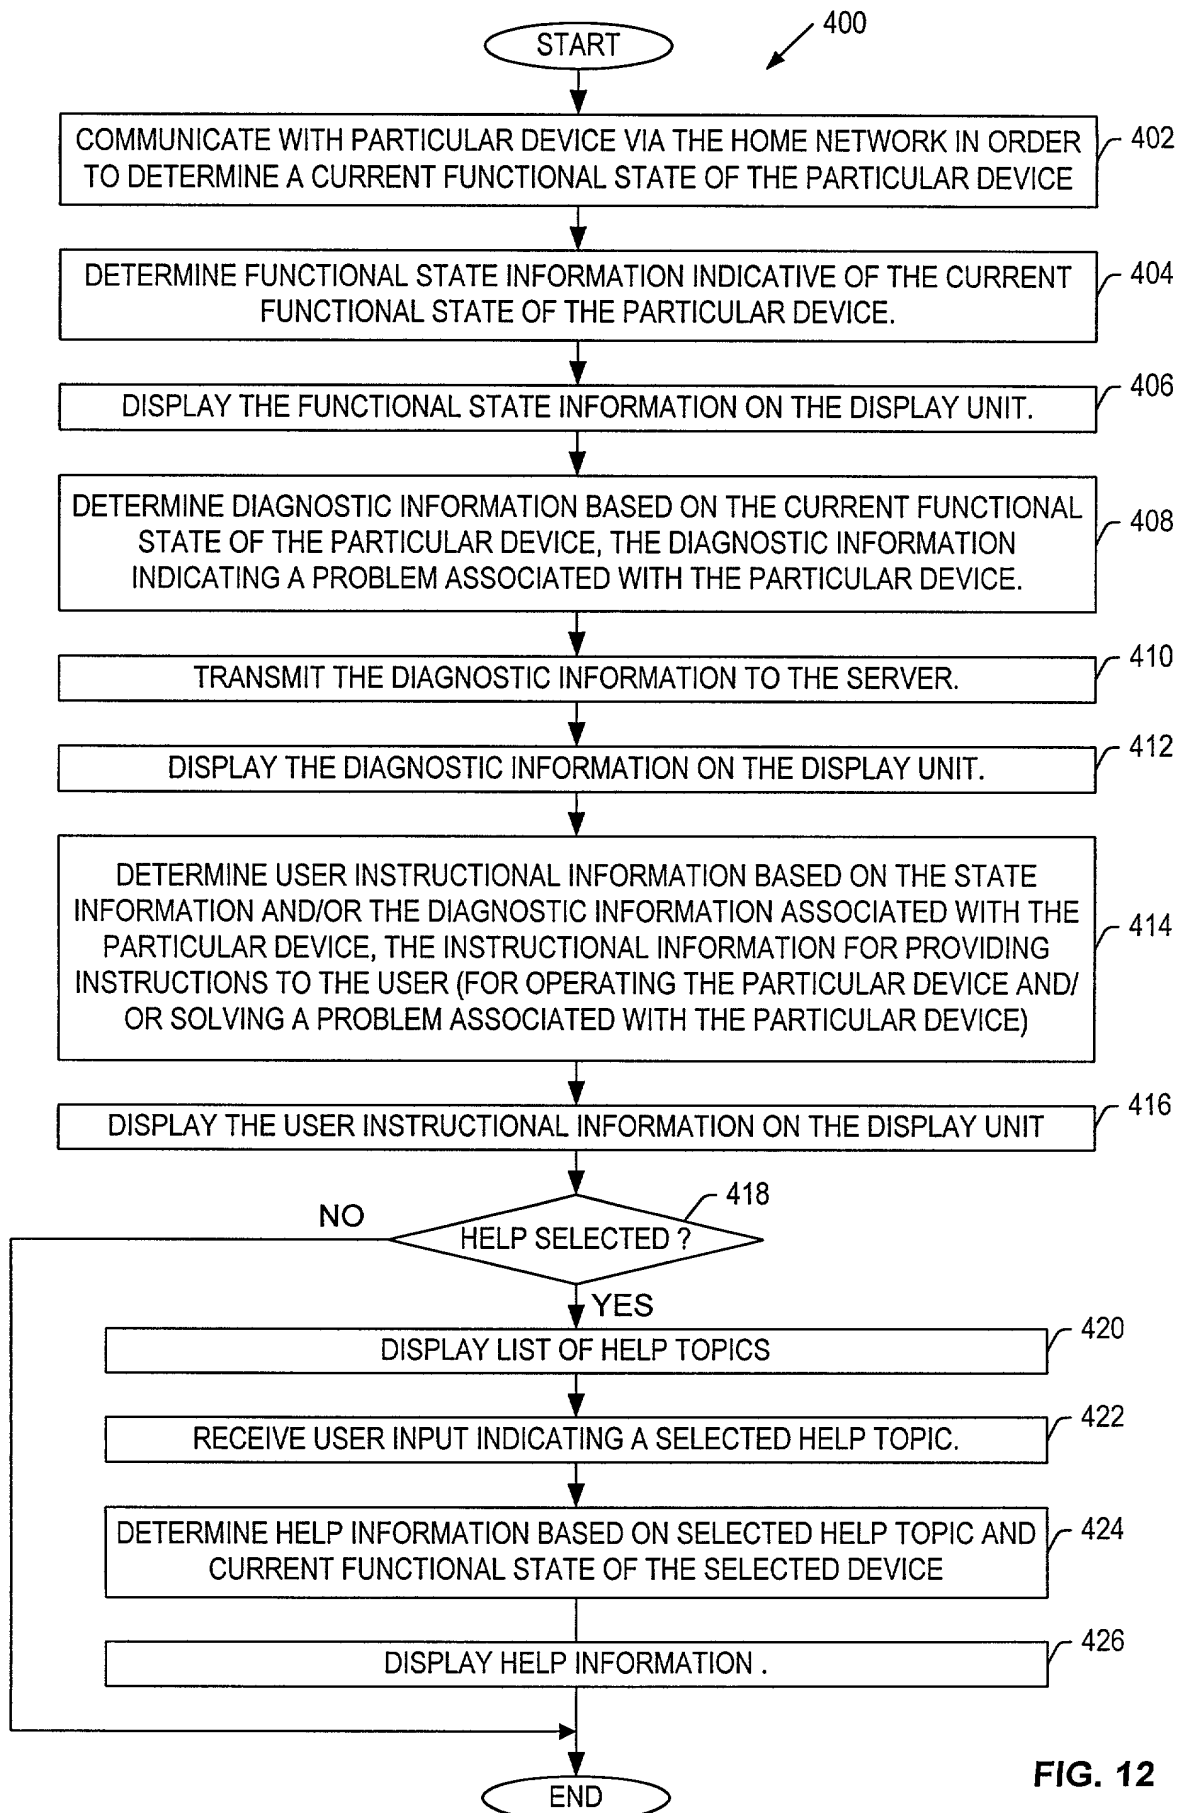 START
400
COMMUNICATE WITH PARTICULAR DEVICE VIA THE HOME NETWORK IN ORDER
TO DETERMINE A CURRENT FUNCTIONAL STATE OF THE PARTICULAR DEVICE
402
DETERMINE FUNCTIONAL STATE INFORMATION INDICATIVE OF THE CURRENT
FUNCTIONAL STATE OF THE PARTICULAR DEVICE.
404
DISPLAY THE FUNCTIONAL STATE INFORMATION ON THE DISPLAY UNIT.
406
DETERMINE DIAGNOSTIC INFORMATION BASED ON THE CURRENT FUNCTIONAL
STATE OF THE PARTICULAR DEVICE, THE DIAGNOSTIC INFORMATION
INDICATING A PROBLEM ASSOCIATED WITH THE PARTICULAR DEVICE.
408
TRANSMIT THE DIAGNOSTIC INFORMATION TO THE SERVER.
410
DISPLAY THE DIAGNOSTIC INFORMATION ON THE DISPLAY UNIT.
412
DETERMINE USER INSTRUCTIONAL INFORMATION BASED ON THE STATE
INFORMATION AND/OR THE DIAGNOSTIC INFORMATION ASSOCIATED WITH THE
PARTICULAR DEVICE, THE INSTRUCTIONAL INFORMATION FOR PROVIDING
INSTRUCTIONS TO THE USER (FOR OPERATING THE PARTICULAR DEVICE AND/
OR SOLVING A PROBLEM ASSOCIATED WITH THE PARTICULAR DEVICE)
414
DISPLAY THE USER INSTRUCTIONAL INFORMATION ON THE DISPLAY UNIT
416
NO
HELP SELECTED ?
418
YES
DISPLAY LIST OF HELP TOPICS
420
RECEIVE USER INPUT INDICATING A SELECTED HELP TOPIC.
422
DETERMINE HELP INFORMATION BASED ON SELECTED HELP TOPIC AND
CURRENT FUNCTIONAL STATE OF THE SELECTED DEVICE
424
DISPLAY HELP INFORMATION .
426
END
FIG. 12